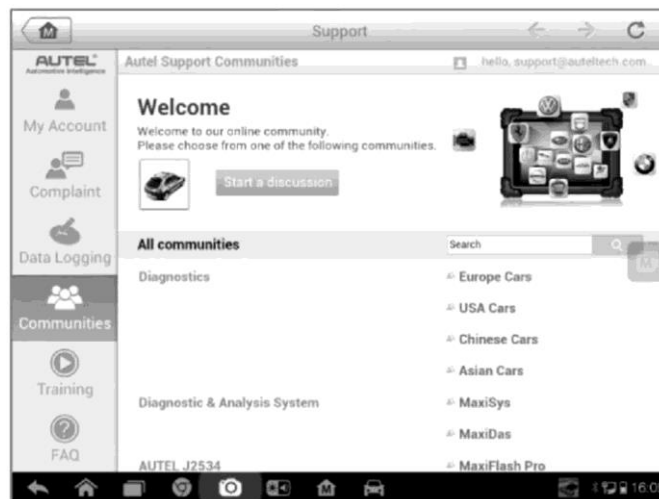 Support
AUTEL
Automotive Intelligence
Autel Support Communities
hello, support@auteltech.com
My Account
Complaint
Data Logging
Communities
Training
FAQ
Welcome
Welcome to our online community.
Please choose from one of the following communities.
Start a discussion
All communities
Search
Diagnostics
Europe Cars
USA Cars
Chinese Cars
Asian Cars
Diagnostic & Analysis System
MaxiSys
MaxiDas
AUTEL J2534
MaxiFlash Pro